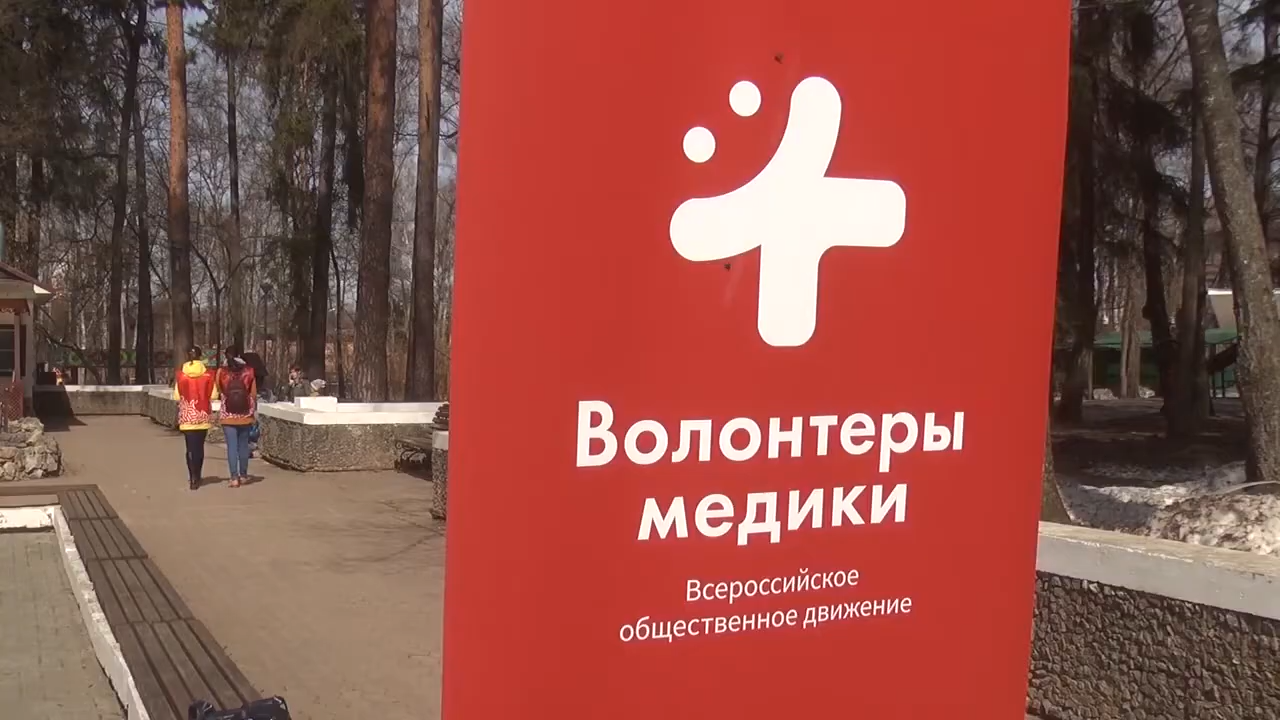 Волонтеры
медики
Всероссийское
общественное движение